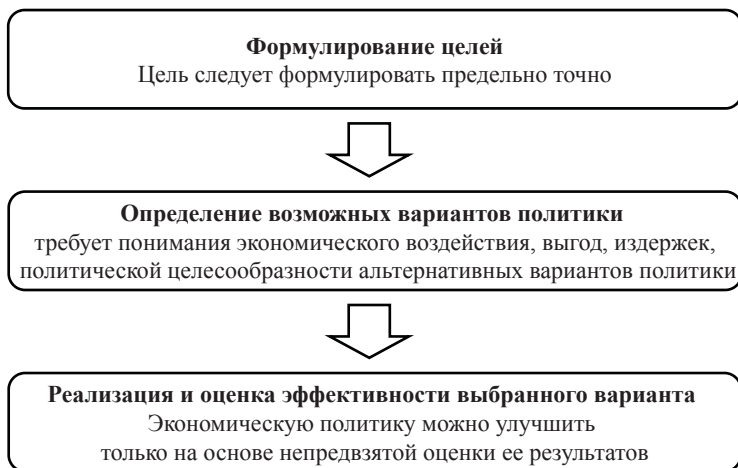 Формулирование целей
Цель следует формулировать предельно точно
Определение возможных вариантов политики
требует понимания экономического воздействия, выгод, издержек,
политической целесообразности альтернативных вариантов политики
Реализация и оценка эффективности выбранного варианта
Экономическую политику можно улучшить
только на основе непредвзятой оценки ее результатов